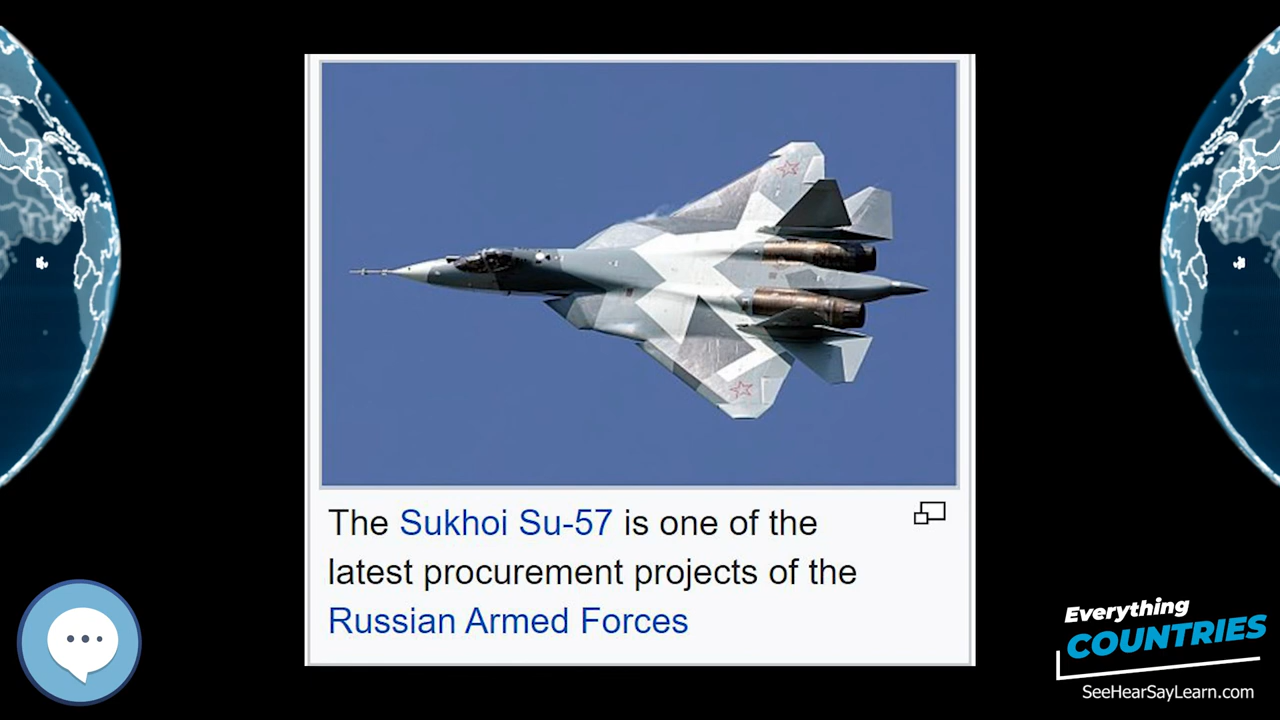 The Sukhoi Su-57 is one of the
latest procurement projects of the
Russian Armed Forces
Everything
COUNTRIES
SeeHearSayLearn.com